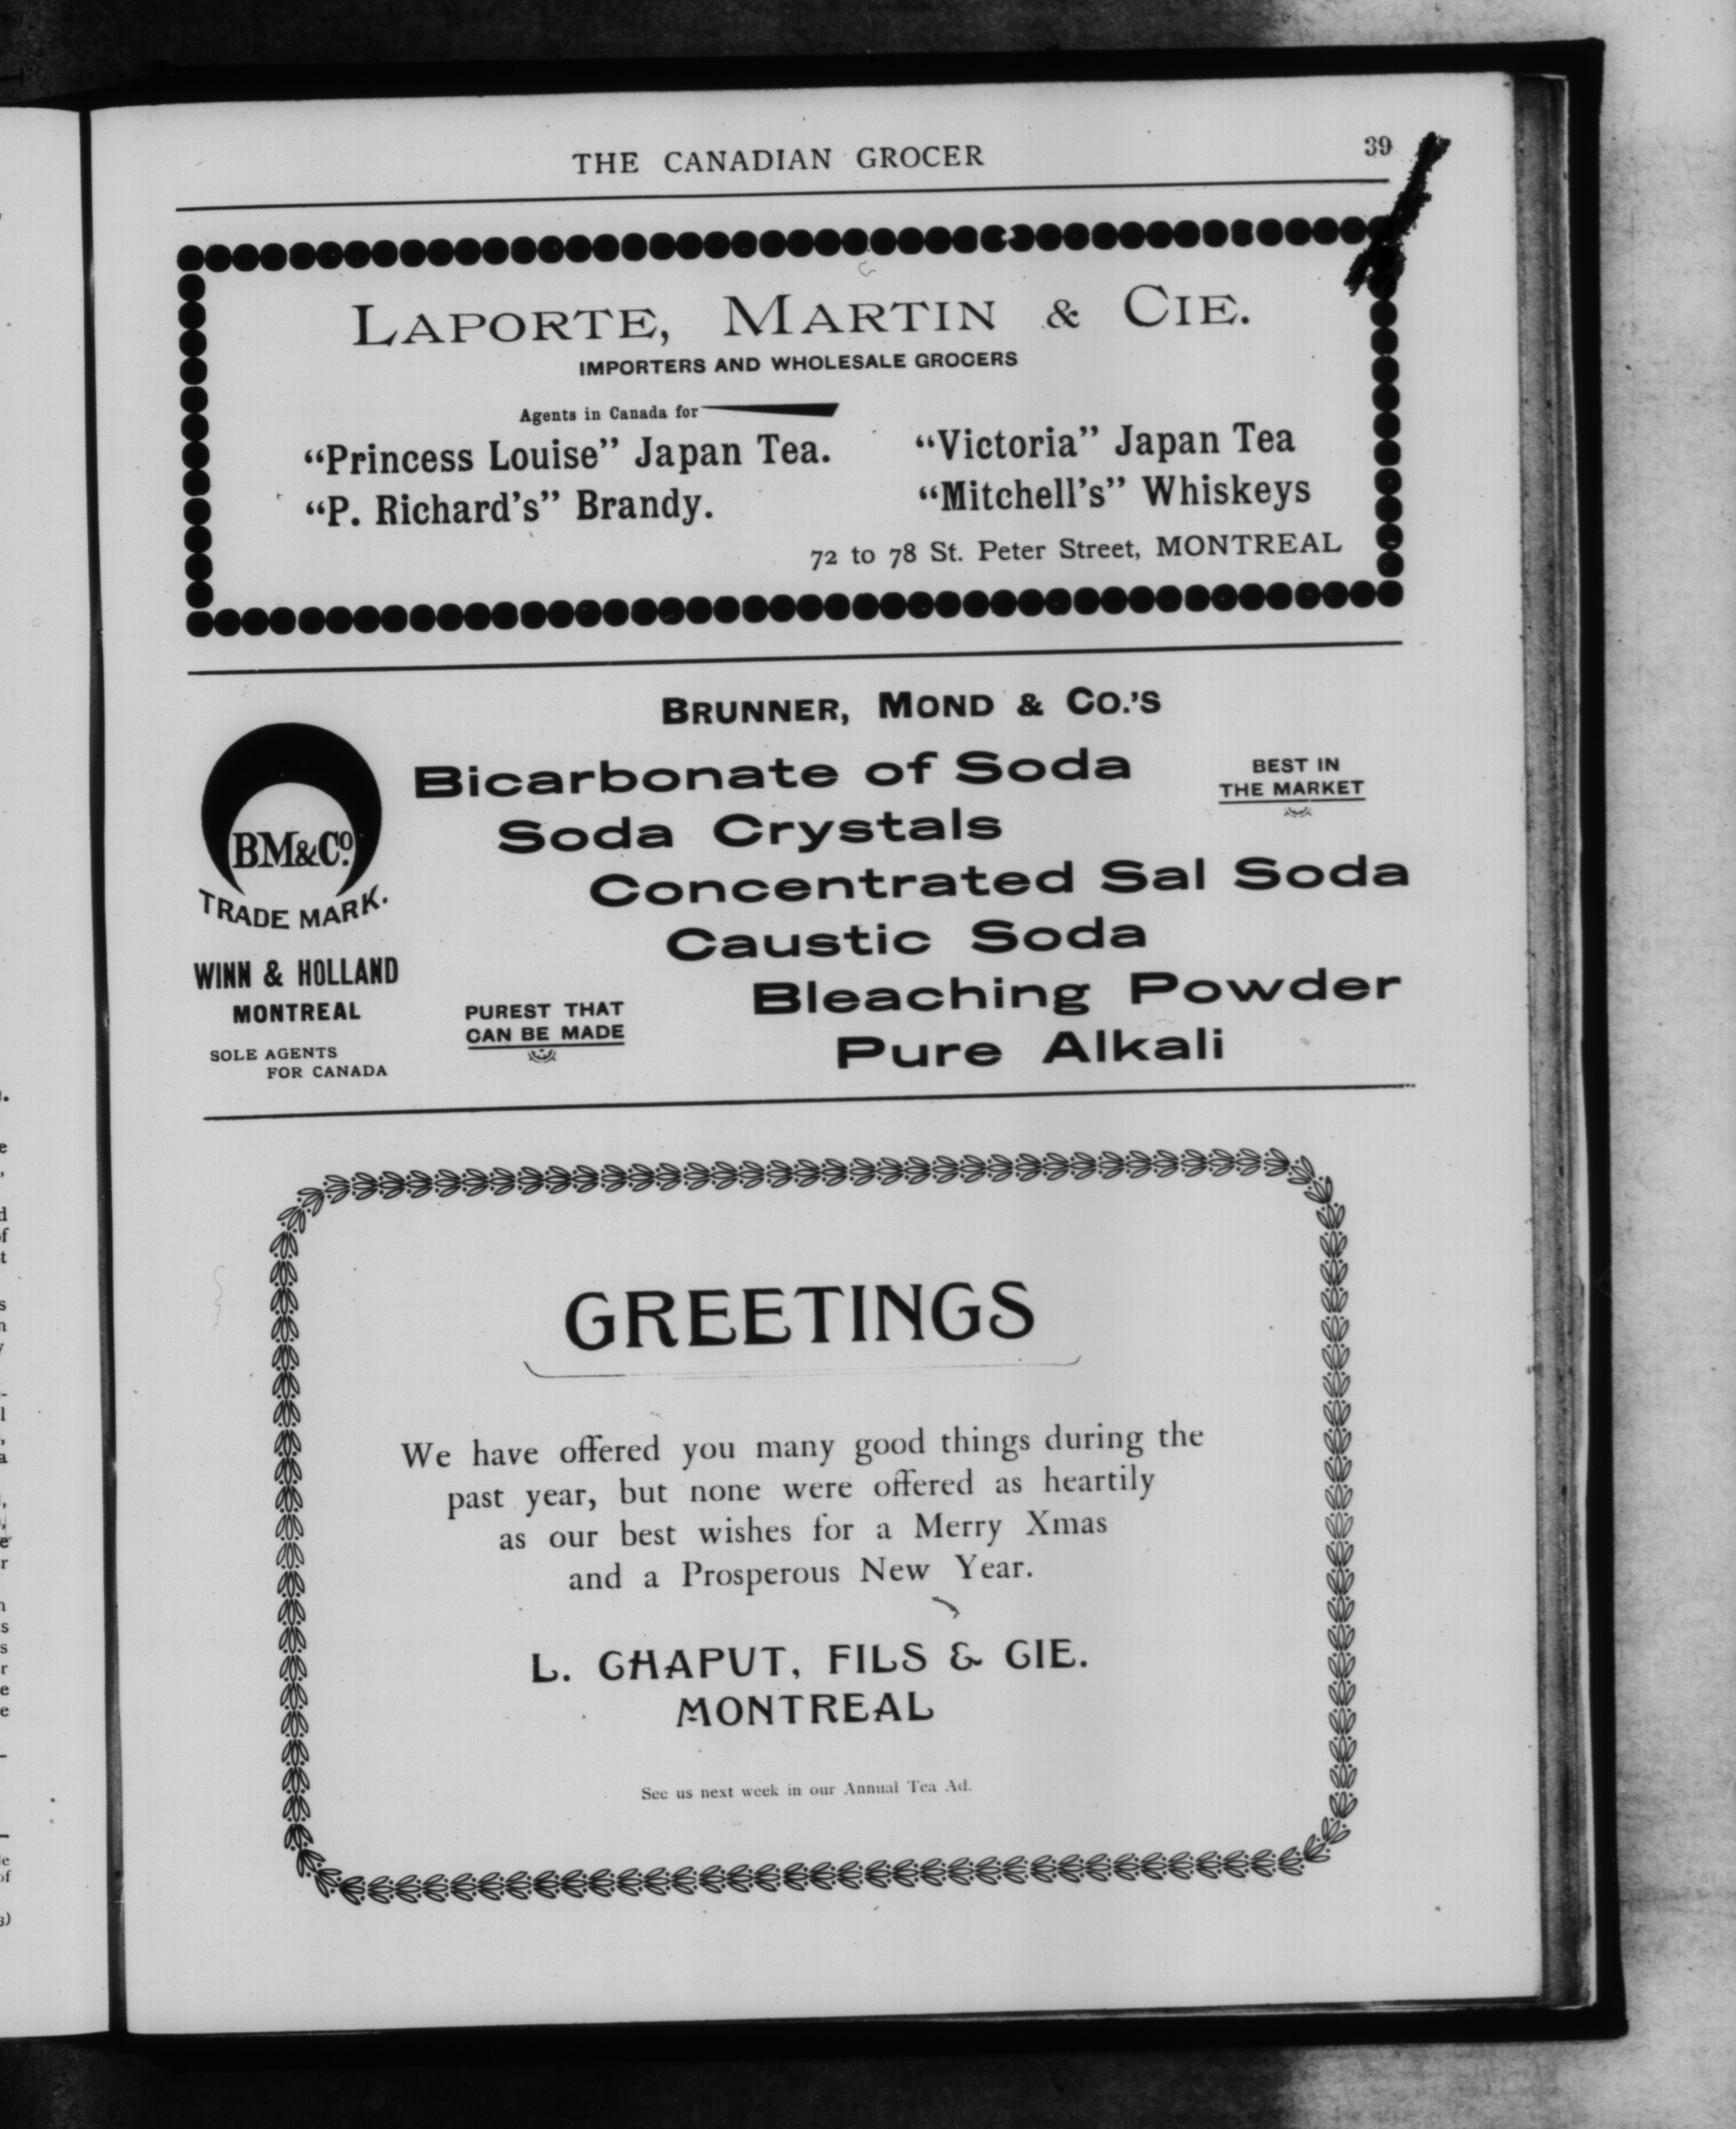 THE CANADIAN GROCER
39
LAPORTE, MARTIN & CIE.
IMPORTERS AND WHOLESALE GROCERS
Agents in Canada for
“Princess Louise” Japan Tea.
“Victoria” Japan Tea
“P. Richard's” Brandy.
“Mitchell's” Whiskeys
72 to 78 St. Peter Street, MONTREAL
BRUNNER, MOND & CO.'S
BM&Co.
TRADE MARK.
WINN & HOLLAND
MONTREAL
SOLE AGENTS
FOR CANADA
Bicarbonate of Soda
Soda Crystals
Concentrated Sal Soda
Caustic Soda
Bleaching Powder
Pure Alkali
BEST IN
THE MARKET
PUREST THAT
CAN BE MADE
GREETINGS
We have offered you many good things during the
past year, but none were offered as heartily
as our best wishes for a Merry Xmas
and a Prosperous New Year.
L. CHAPUT, FILS & CIE.
MONTREAL
See us next week in our Annual Tea Ad.